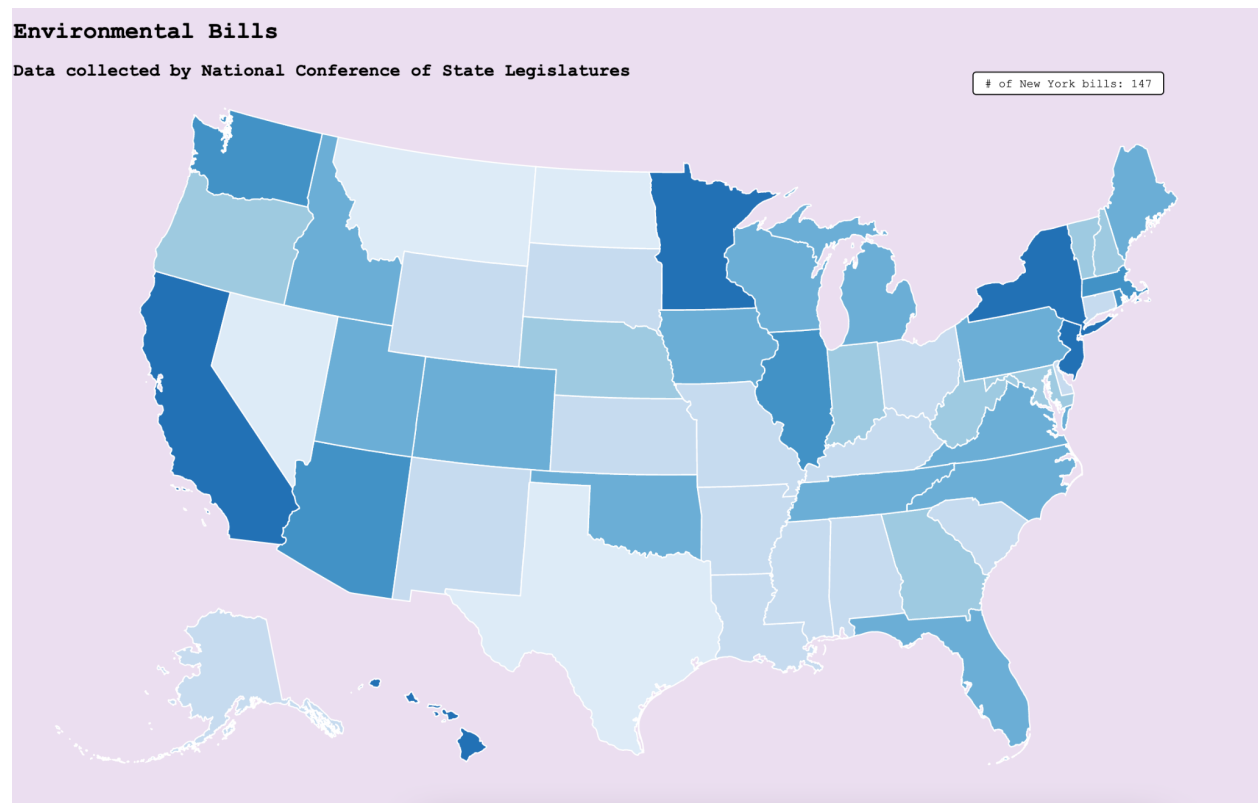 Environmental Bills
Data collected by National Conference of State Legislatures
# of New York bills: 147